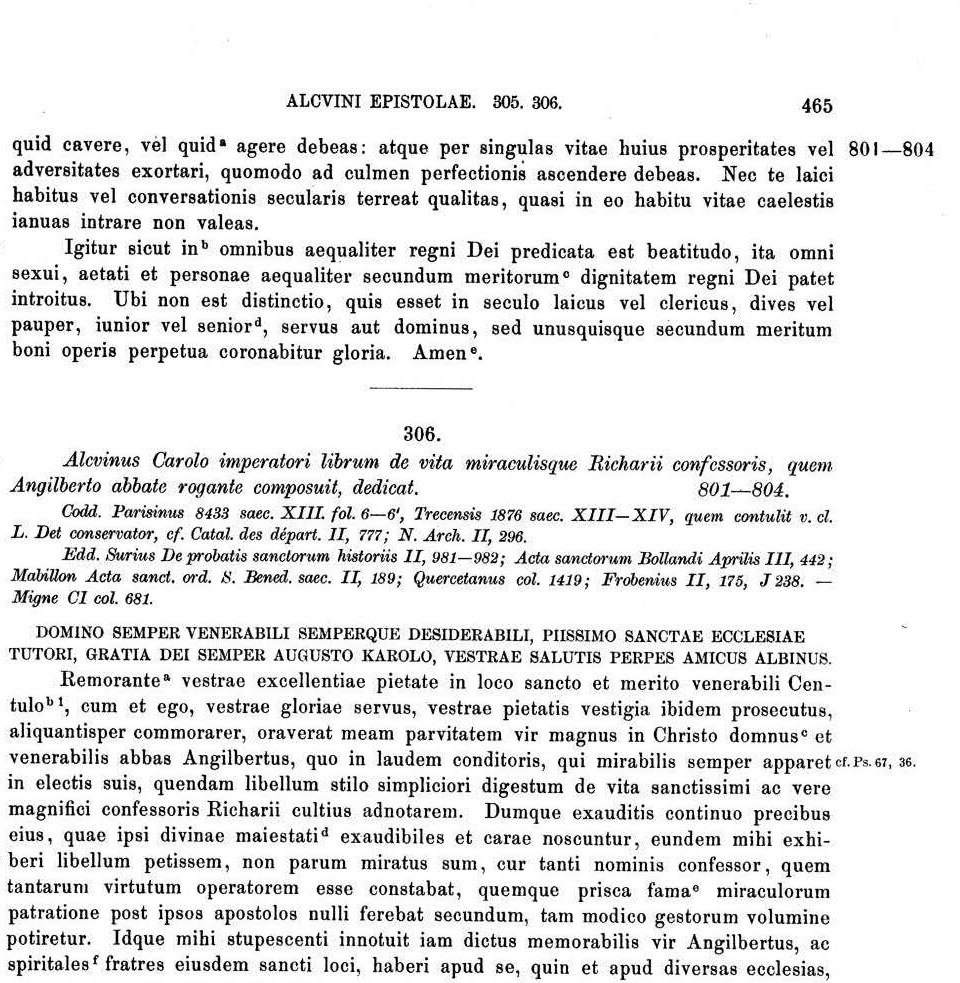 ALCVINI EPISTOLAE. 305. 306. 465
quid cavere, vel quidᵃ agere debeas: atque per singulas vitae huius prosperitates vel 801—804
adversitates exortari, quomodo ad culmen perfectionis ascendere debeas. Nec te laici
habitus vel conversationis secularis terreat qualitas, quasi in eo habitu vitae caelestis
ianuas intrare non valeas.
Igitur sicut inᵇ omnibus aequaliter regni Dei predicata est beatitudo, ita omni
sexui, aetati et personae aequaliter secundum meritorumᶜ dignitatem regni Dei patet
introitus. Ubi non est distinctio, quis esset in seculo laicus vel clericus, dives vel
pauper, iunior vel seniorᵈ, servus aut dominus, sed unusquisque secundum meritum
boni operis perpetua coronabitur gloria. Amenᵉ.
306.
Alcvinus Carolo imperatori librum de vita miraculisque Richarii confessoris, quem
Angilberto abbate rogante composuit, dedicat. 801—804.
Codd. Parisinus 8433 saec. XIII. fol. 6—6', Trecensis 1876 saec. XIII—XIV, quem contulit v. cl.
L. Det conservator, cf. Catal. des départ. II, 777; N. Arch. II, 296.
Edd. Surius De probatis sanctorum historiis II, 981—982; Acta sanctorum Bollandi Aprilis III, 442;
Mabillon Acta sanct. ord. S. Bened. saec. II, 189; Quercetanus col. 1419; Frobenius II, 175, J 238. —
Migne CI col. 681.
DOMINO SEMPER VENERABILI SEMPERQUE DESIDERABILI, PIISSIMO SANCTAE ECCLESIAE
TUTORI, GRATIA DEI SEMPER AUGUSTO KAROLO, VESTRAE SALUTIS PERPES AMICUS ALBINUS.
Remoranteᵃ vestrae excellentiae pietate in loco sancto et merito venerabili Cen-
tuloᵇ ¹, cum et ego, vestrae gloriae servus, vestrae pietatis vestigia ibidem prosecutus,
aliquantisper commorarer, oraverat meam parvitatem vir magnus in Christo domnusᶜ et
venerabilis abbas Angilbertus, quo in laudem conditoris, qui mirabilis semper apparet cf. Ps. 67, 36.
in electis suis, quendam libellum stilo simpliciori digestum de vita sanctissimi ac vere
magnifici confessoris Richarii cultius adnotarem. Dumque exauditis continuo precibus
eius, quae ipsi divinae maiestatiᵈ exaudibiles et carae noscuntur, eundem mihi exhi-
beri libellum petissem, non parum miratus sum, cur tanti nominis confessor, quem
tantarum virtutum operatorem esse constabat, quemque prisca famaᵉ miraculorum
patratione post ipsos apostolos nulli ferebat secundum, tam modico gestorum volumine
potiretur. Idque mihi stupescenti innotuit iam dictus memorabilis vir Angilbertus, ac
spiritalesᶠ fratres eiusdem sancti loci, haberi apud se, quin et apud diversas ecclesias,